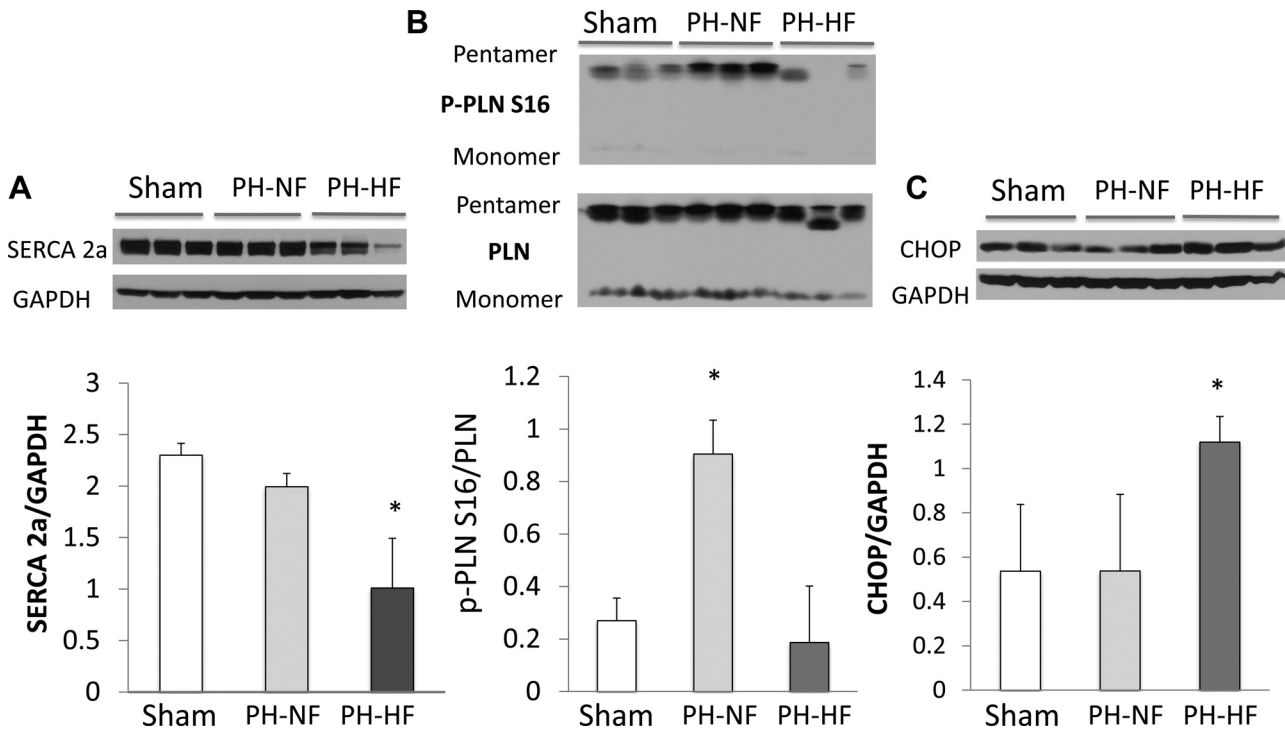 A
Sham PH-NF PH-HF
SERCA 2a
GAPDH
SERCA 2a/GAPDH
3
2.5
2
1.5
1
0.5
0
*
Sham PH-NF PH-HF
B
Sham PH-NF PH-HF
Pentamer
P-PLN S16
Monomer
Pentamer
PLN
Monomer
p-PLN S16/PLN
1.2
1
0.8
0.6
0.4
0.2
0
*
Sham PH-NF PH-HF
C
Sham PH-NF PH-HF
CHOP
GAPDH
CHOP/GAPDH
1.4
1.2
1
0.8
0.6
0.4
0.2
0
*
Sham PH-NF PH-HF